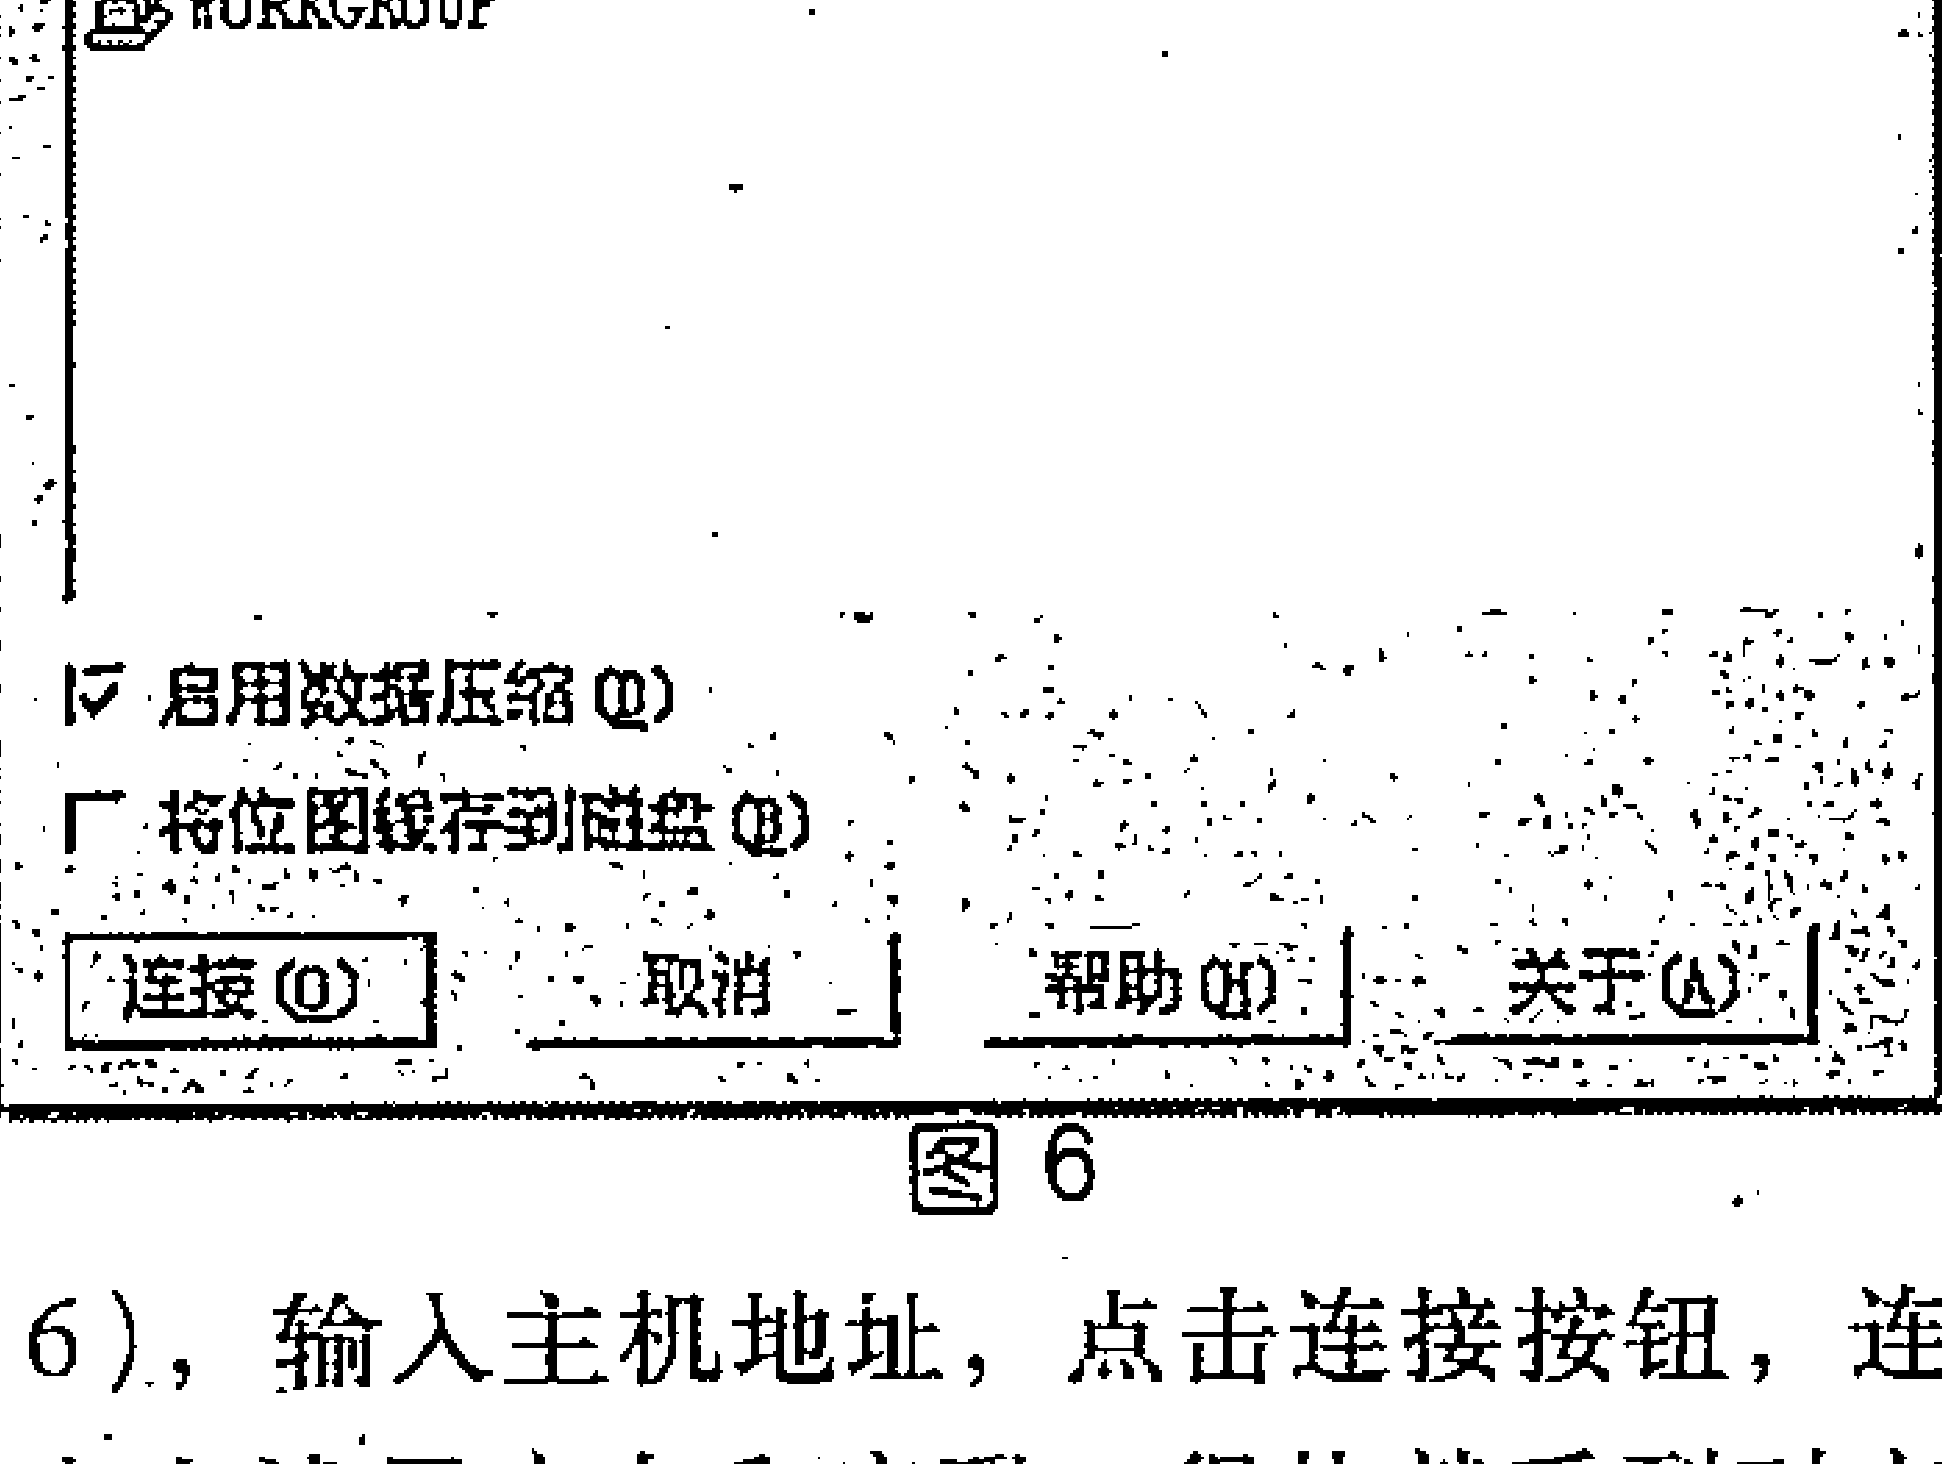 WORKGROUP
启用数据压缩(D)
将位图缓存到磁盘(B)
连接(O) 取消 帮助(H) 关于(A)
图 6
6),输入主机地址,点击连接按钮,连